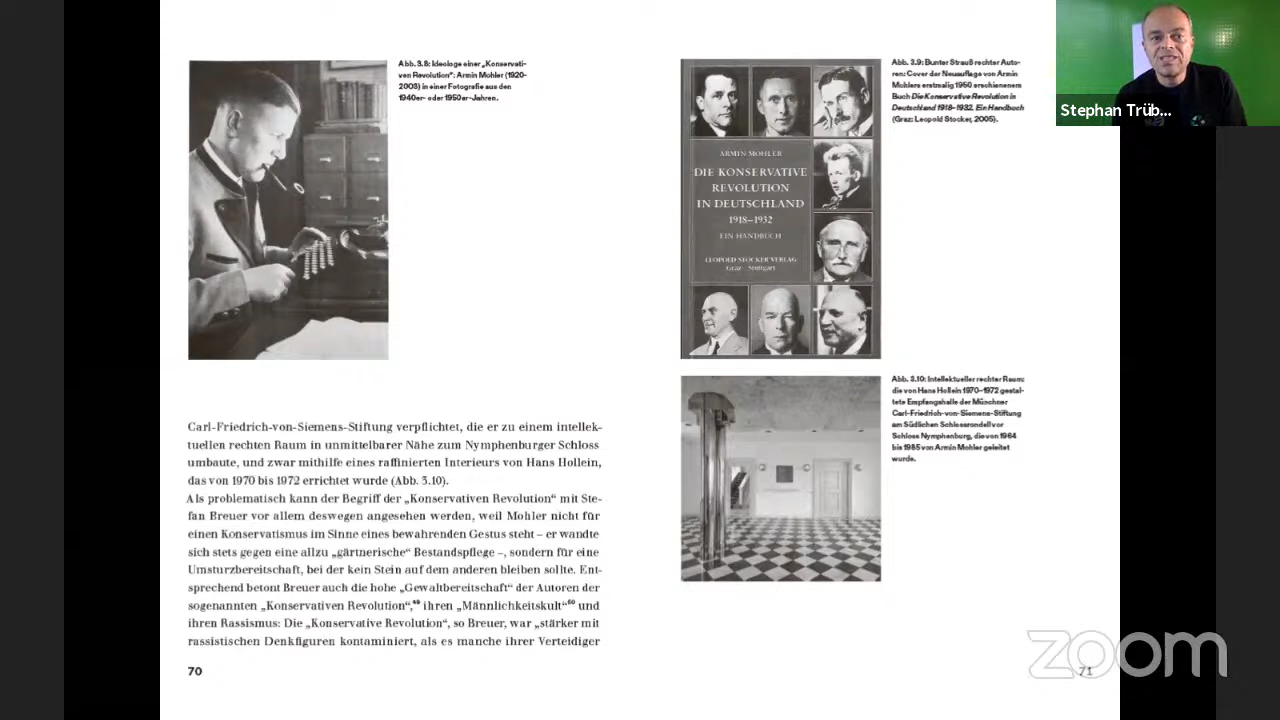 Abb. 3.8: Ideologe einer „Konservati-
ven Revolution“: Armin Mohler (1920-
2003) in einer Fotografie aus den
1940er- oder 1950er-Jahren.
Carl-Friedrich-von-Siemens-Stiftung verpflichtet, die er zu einem intellek-
tuellen rechten Raum in unmittelbarer Nähe zum Nymphenburger Schloss
umbaute, und zwar mithilfe eines raffinierten Interieurs von Hans Hollein,
das von 1970 bis 1972 errichtet wurde (Abb. 3.10).
Als problematisch kann der Begriff der „Konservativen Revolution“ mit Ste-
fan Breuer vor allem deswegen angesehen werden, weil Mohler nicht für
einen Konservatismus im Sinne eines bewahrenden Gestus steht – er wandte
sich stets gegen eine allzu „gärtnerische“ Bestandspflege –, sondern für eine
Umsturzbereitschaft, bei der kein Stein auf dem anderen bleiben sollte. Ent-
sprechend betont Breuer auch die hohe „Gewaltbereitschaft“ der Autoren der
sogenannten „Konservativen Revolution“,⁴⁹ ihren „Männlichkeitskult“⁵⁰ und
ihren Rassismus: Die „Konservative Revolution“, so Breuer, war „stärker mit
rassistischen Denkfiguren kontaminiert, als es manche ihrer Verteidiger
70
ARMIN MOHLER
DIE KONSERVATIVE
REVOLUTION
IN DEUTSCHLAND
1918–1932
EIN HANDBUCH
LEOPOLD STOCKER VERLAG
Graz - Stuttgart
Abb. 3.9: Bunter Strauß rechter Auto-
ren: Cover der Neuauflage von Armin
Mohlers erstmalig 1950 erschienenem
Buch Die Konservative Revolution in
Deutschland 1918–1932. Ein Handbuch
(Graz: Leopold Stocker, 2005).
Abb. 3.10: Intellektueller rechter Raum:
die von Hans Hollein 1970–1972 gestal-
tete Empfangshalle der Münchner
Carl-Friedrich-von-Siemens-Stiftung
am Südlichen Schlossrondell vor
Schloss Nymphenburg, die von 1964
bis 1985 von Armin Mohler geleitet
wurde.
71
Stephan Trüb...
zoom